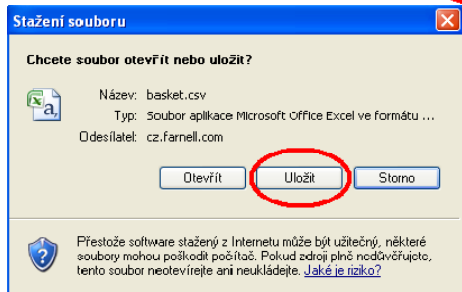 Stažení souboru
Chcete soubor otevřít nebo uložit?
Název: basket.csv
Typ: Soubor aplikace Microsoft Office Excel ve formátu ...
Odesílatel: cz.farnell.com
Otevřít Uložit Storno
Přestože software stažený z Internetu může být užitečný, některé
soubory mohou poškodit počítač. Pokud zdroji plně nedůvěřujete,
tento soubor neotevírejte ani neukládejte. Jaké je riziko?